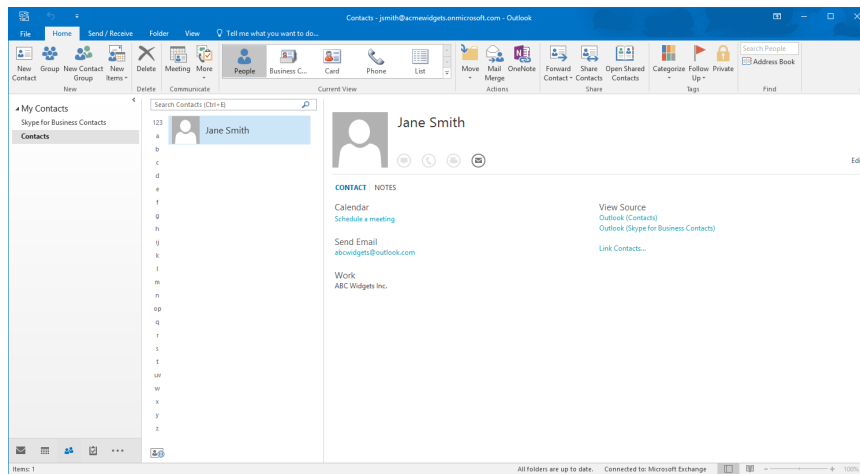 Contacts - jsmith@acmewidgets.onmicrosoft.com - Outlook
File Home Send / Receive Folder View Tell me what you want to do...
New Contact
Group
New Contact Group
New Items
Delete
Meeting
More
People
Business C...
Card
Phone
List
Move
Mail Merge
OneNote
Forward Contact
Share Contacts
Open Shared Contacts
Categorize
Follow Up
Private
Search People
Address Book
New Delete Communicate Current View Actions Share Tags Find
My Contacts
Skype for Business Contacts
Contacts
Search Contacts (Ctrl+E)
123
a
b
c
d
e
f
g
h
ij
k
l
m
n
op
q
r
s
t
uv
w
x
y
z
Jane Smith
Jane Smith
Edi
CONTACT NOTES
Calendar
Schedule a meeting
Send Email
abcwidgets@outlook.com
Work
ABC Widgets Inc.
View Source
Outlook (Contacts)
Outlook (Skype for Business Contacts)
Link Contacts...
Items: 1
All folders are up to date. Connected to: Microsoft Exchange
100%